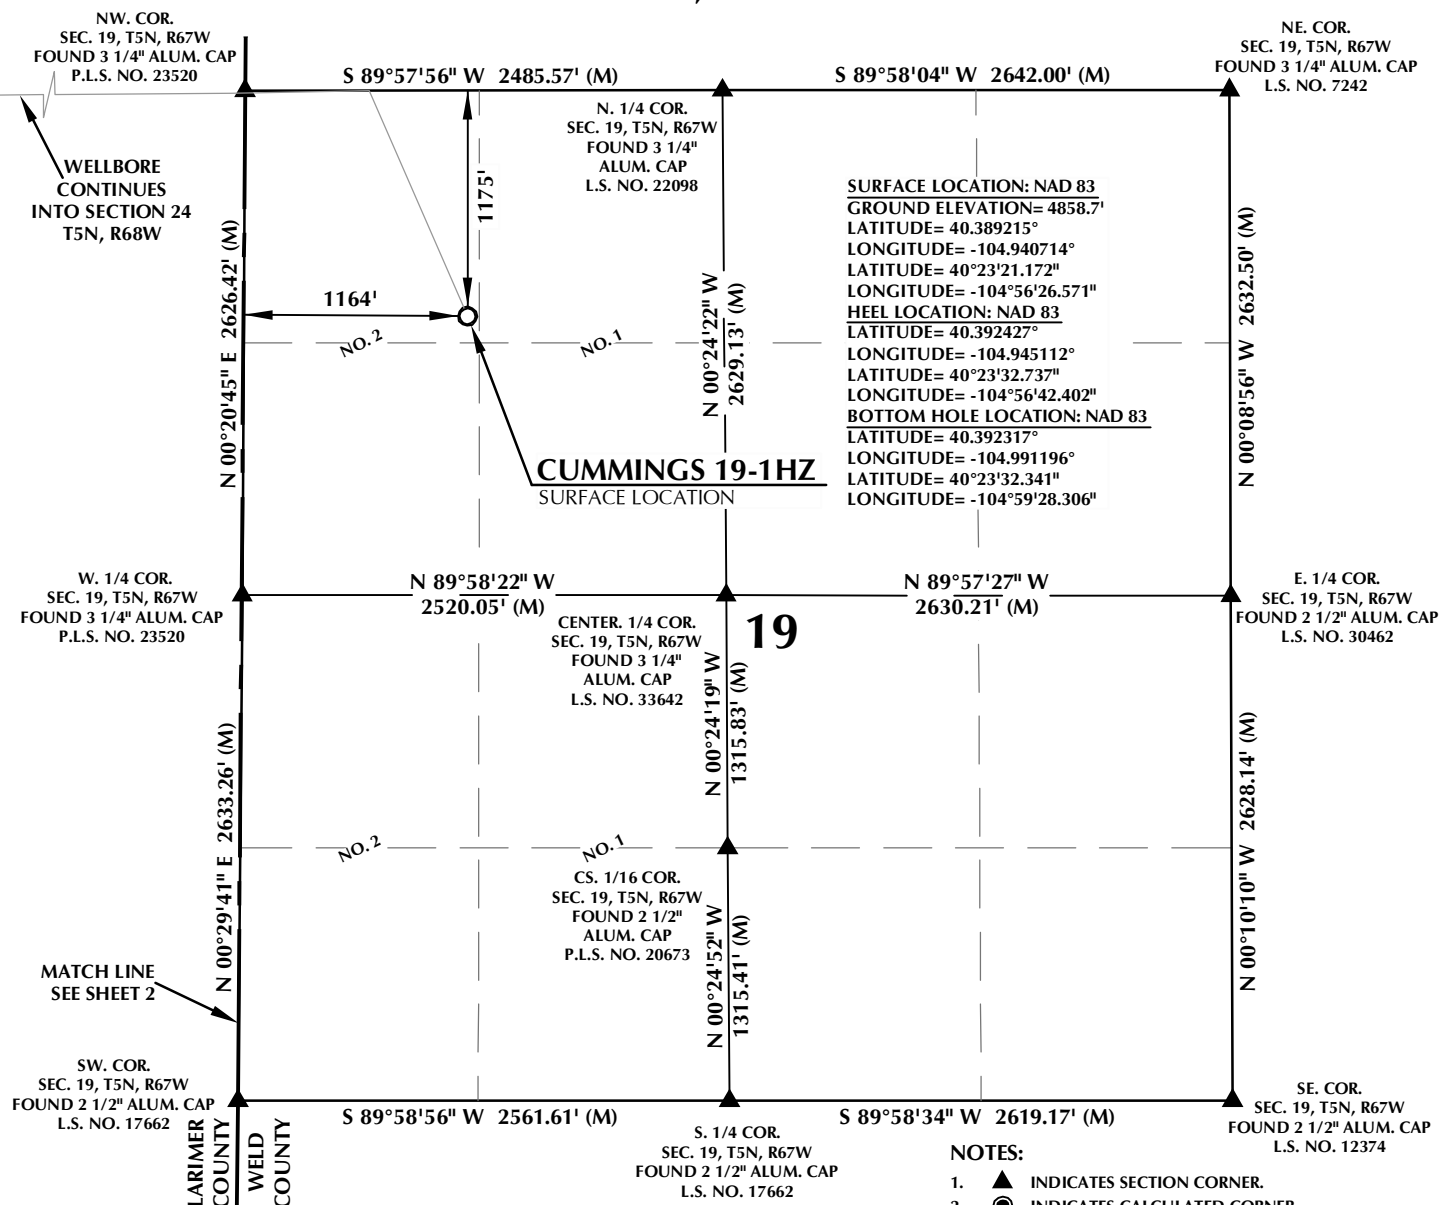 NW. COR.
SEC. 19, T5N, R67W
FOUND 3 1/4" ALUM. CAP
P.L.S. NO. 23520
S 89°57'56" W 2485.57' (M)
S 89°58'04" W 2642.00' (M)
NE. COR.
SEC. 19, T5N, R67W
FOUND 3 1/4" ALUM. CAP
L.S. NO. 7242
N. 1/4 COR.
SEC. 19, T5N, R67W
FOUND 3 1/4"
ALUM. CAP
L.S. NO. 22098
WELLBORE
CONTINUES
INTO SECTION 24
T5N, R68W
1175'
1164'
SURFACE LOCATION: NAD 83
GROUND ELEVATION= 4858.7'
LATITUDE= 40.389215°
LONGITUDE= -104.940714°
LATITUDE= 40°23'21.172"
LONGITUDE= -104°56'26.571"
HEEL LOCATION: NAD 83
LATITUDE= 40.392427°
LONGITUDE= -104.945112°
LATITUDE= 40°23'32.737"
LONGITUDE= -104°56'42.402"
BOTTOM HOLE LOCATION: NAD 83
LATITUDE= 40.392317°
LONGITUDE= -104.991196°
LATITUDE= 40°23'32.341"
LONGITUDE= -104°59'28.306"
N 00°20'45" E 2626.42' (M)
NO. 2
NO. 1
N 00°24'22" W
2629.13' (M)
N 00°08'56" W 2632.50' (M)
CUMMINGS 19-1HZ
SURFACE LOCATION
W. 1/4 COR.
SEC. 19, T5N, R67W
FOUND 3 1/4" ALUM. CAP
P.L.S. NO. 23520
N 89°58'22" W
2520.05' (M)
N 89°57'27" W
2630.21' (M)
E. 1/4 COR.
SEC. 19, T5N, R67W
FOUND 2 1/2" ALUM. CAP
L.S. NO. 30462
CENTER. 1/4 COR.
SEC. 19, T5N, R67W
FOUND 3 1/4"
ALUM. CAP
L.S. NO. 33642
19
N 00°24'19" W
1315.83' (M)
N 00°29'41" E 2633.26' (M)
NO. 2
NO. 1
N 00°10'10" W 2628.14' (M)
CS. 1/16 COR.
SEC. 19, T5N, R67W
FOUND 2 1/2"
ALUM. CAP
P.L.S. NO. 20673
N 00°24'52" W
1315.41' (M)
MATCH LINE
SEE SHEET 2
SW. COR.
SEC. 19, T5N, R67W
FOUND 2 1/2" ALUM. CAP
L.S. NO. 17662
S 89°58'56" W 2561.61' (M)
S 89°58'34" W 2619.17' (M)
SE. COR.
SEC. 19, T5N, R67W
FOUND 2 1/2" ALUM. CAP
L.S. NO. 12374
LARIMER
COUNTY
WELD
COUNTY
S. 1/4 COR.
SEC. 19, T5N, R67W
FOUND 2 1/2" ALUM. CAP
L.S. NO. 17662
NOTES:
1. INDICATES SECTION CORNER.
INDICATES CALCULATED CORNER